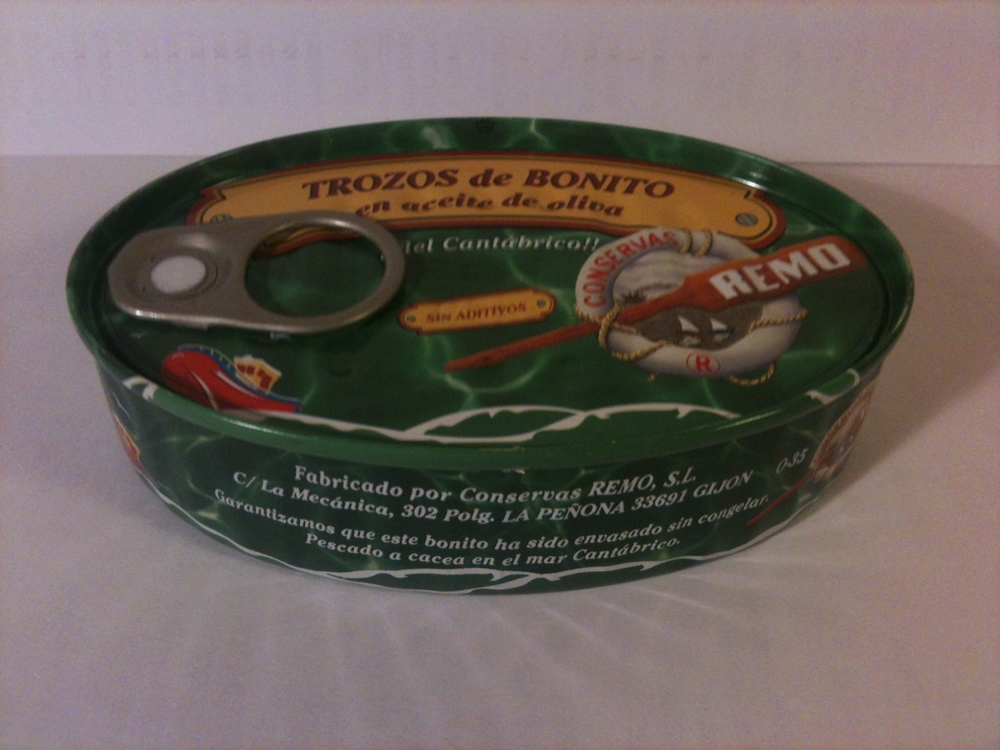 TROZOS de BONITO
en aceite de oliva
del Cantábrico!!
CONSERVAS
REMO
SIN ADITIVOS
R
Fabricado por Conservas REMO, S.L.
C/ La Mecánica, 302 Polg. LA PEÑONA 33691 GIJON 0-35
Garantizamos que este bonito ha sido envasado sin congelar.
Pescado a cacea en el mar Cantábrico.